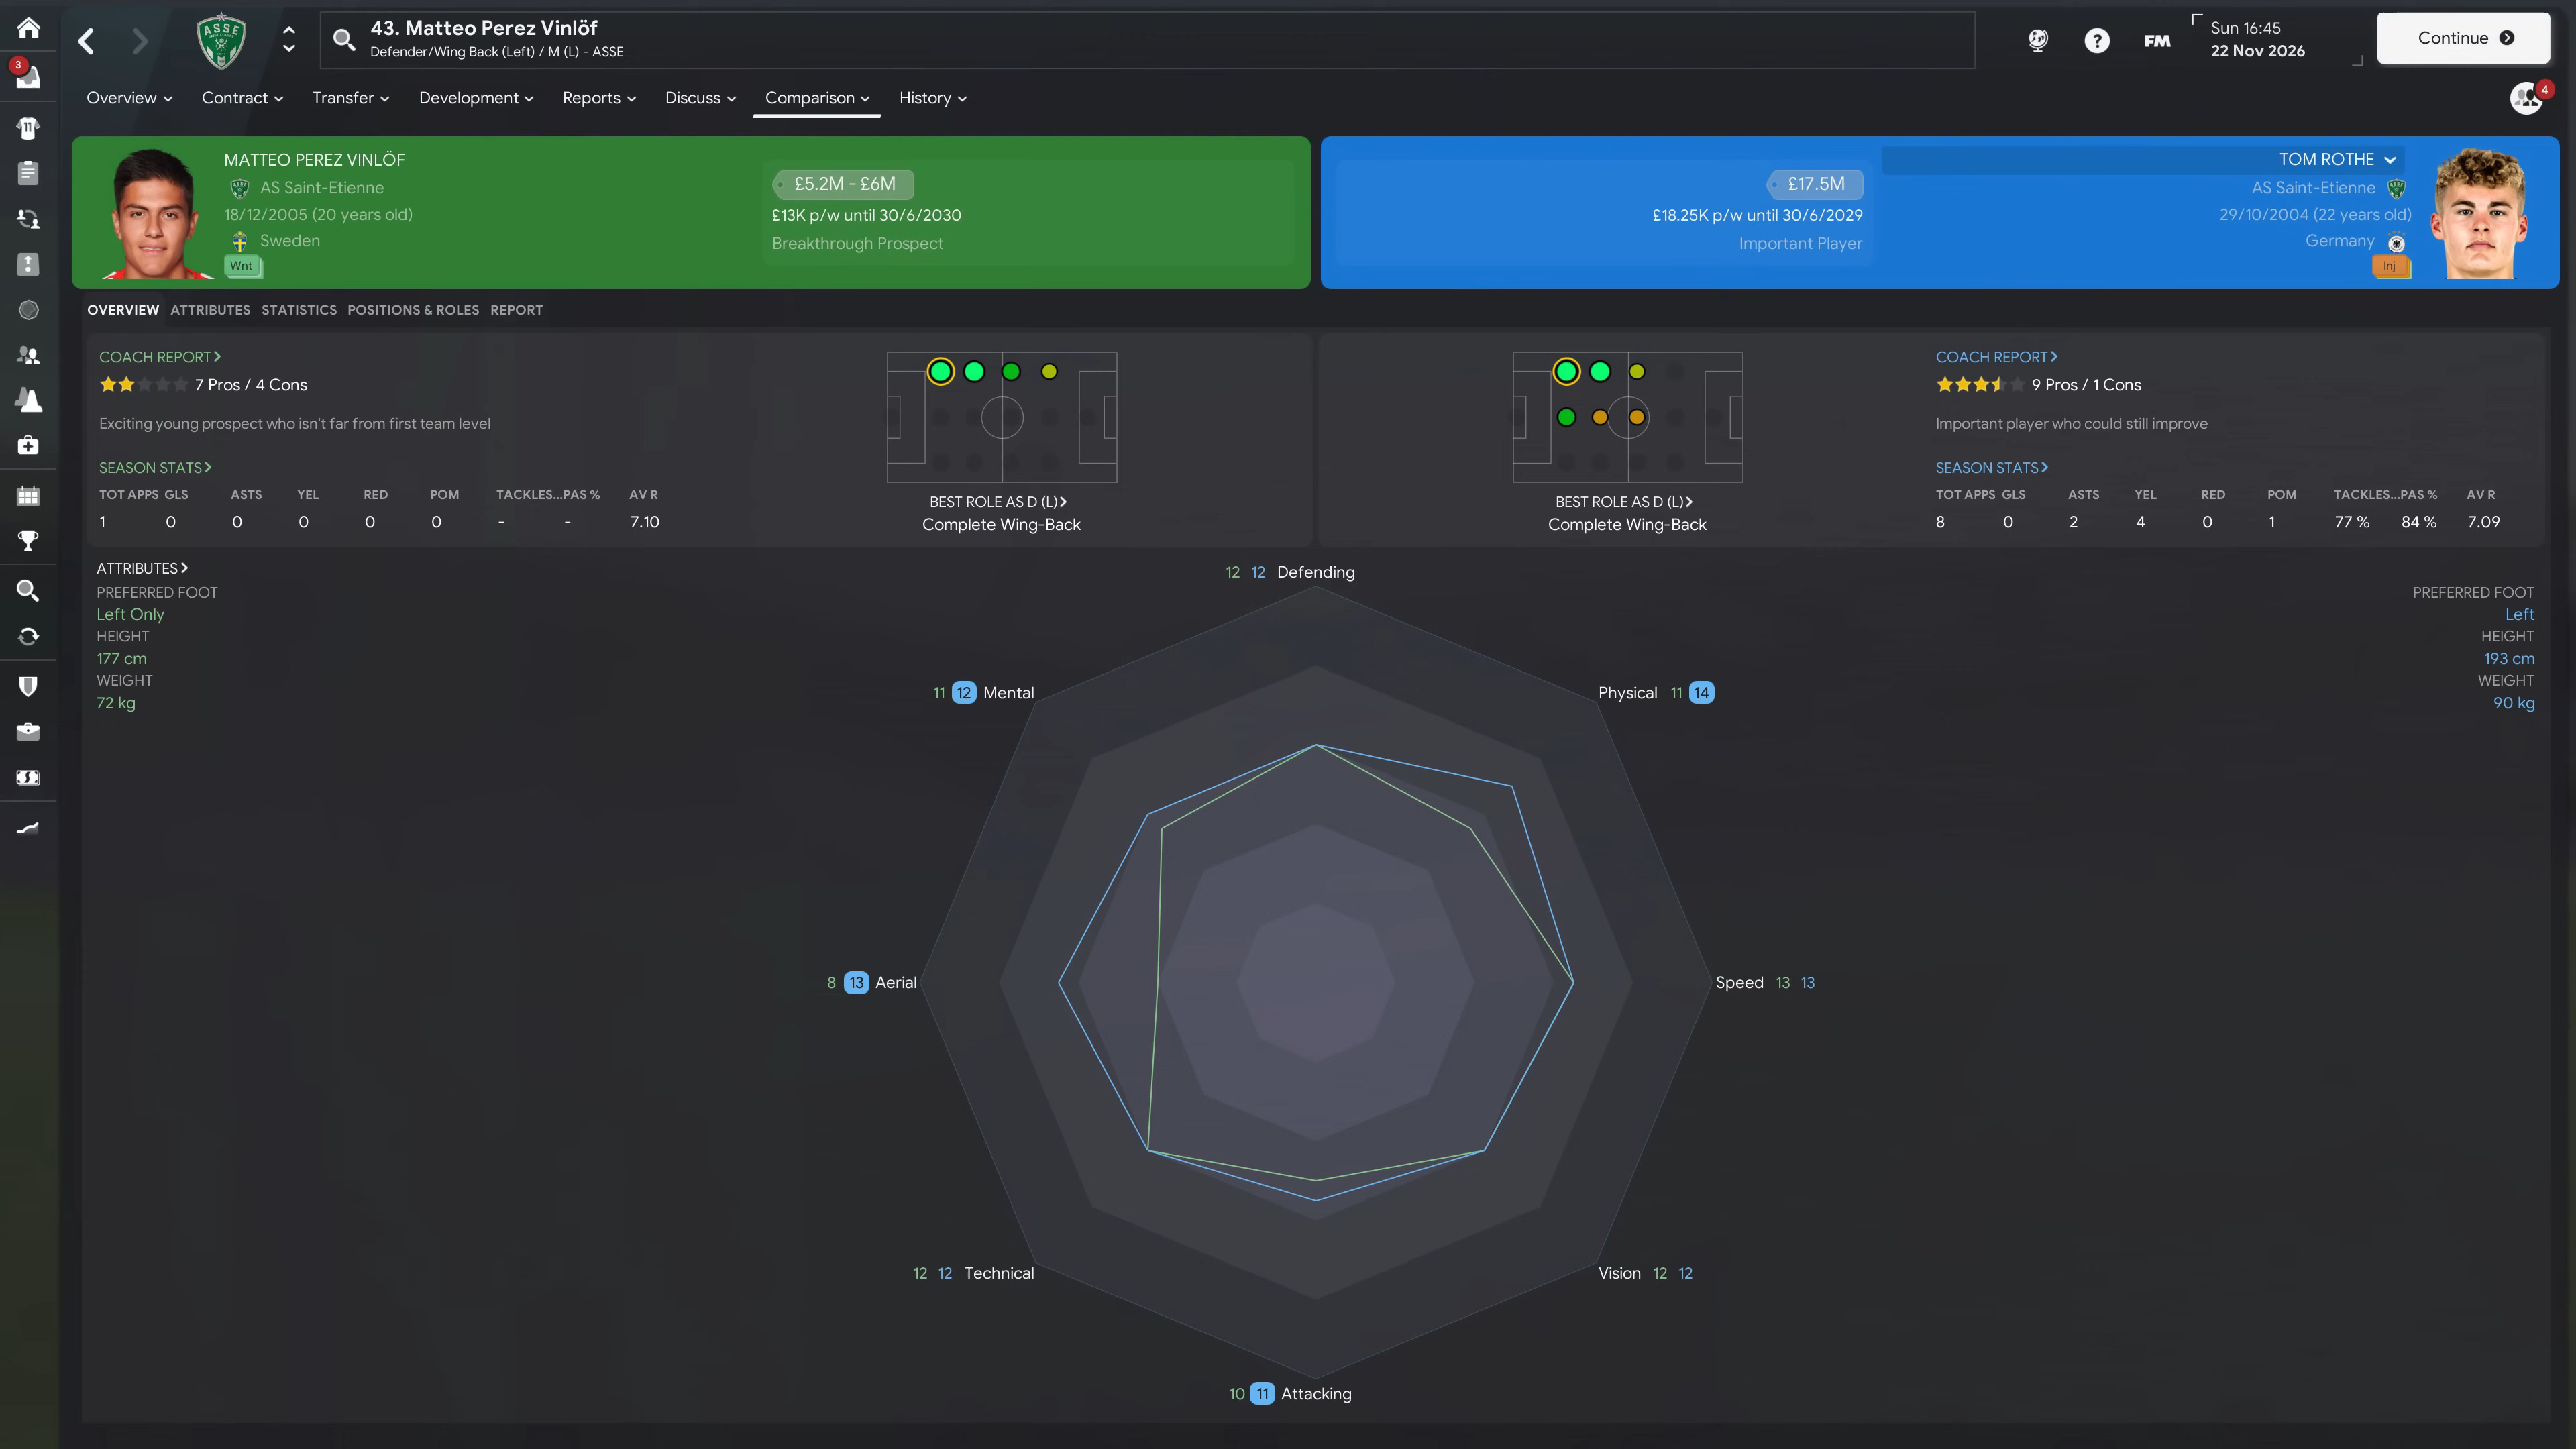 43. Matteo Perez Vinlöf
Defender/Wing Back (Left) / M (L) - ASSE
Sun 16:45
22 Nov 2026
Continue
ASSE
FM
3
11
4
Overview Contract Transfer Development Reports Discuss Comparison History
MATTEO PEREZ VINLÖF
AS Saint-Etienne
18/12/2005 (20 years old)
Sweden
Wnt
£5.2M - £6M
£13K p/w until 30/6/2030
Breakthrough Prospect
£17.5M
£18.25K p/w until 30/6/2029
Important Player
TOM ROTHE
AS Saint-Etienne
29/10/2004 (22 years old)
Germany
Inj
OVERVIEW ATTRIBUTES STATISTICS POSITIONS & ROLES REPORT
COACH REPORT
7 Pros / 4 Cons
Exciting young prospect who isn't far from first team level
SEASON STATS
TOT APPS GLS ASTS YEL RED POM TACKLES... PAS % AV R
1 0 0 0 0 0 - - 7.10
BEST ROLE AS D (L)
Complete Wing-Back
BEST ROLE AS D (L)
Complete Wing-Back
COACH REPORT
9 Pros / 1 Cons
Important player who could still improve
SEASON STATS
TOT APPS GLS ASTS YEL RED POM TACKLES... PAS % AV R
8 0 2 4 0 1 77 % 84 % 7.09
ATTRIBUTES
PREFERRED FOOT
Left Only
HEIGHT
177 cm
WEIGHT
72 kg
12 12 Defending
11 12 Mental
Physical 11 14
8 13 Aerial
Speed 13 13
12 12 Technical
Vision 12 12
10 11 Attacking
PREFERRED FOOT
Left
HEIGHT
193 cm
WEIGHT
90 kg